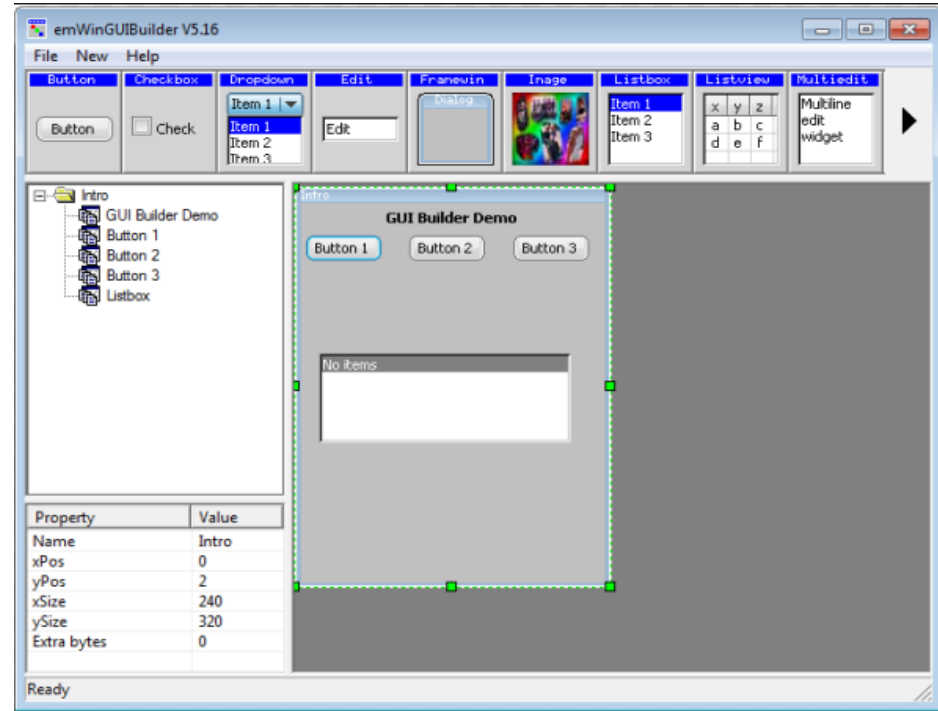 emWinGUIBuilder V5.16
File New Help
Button Checkbox Dropdown Edit Framewin Image Listbox Listview Multiedit
Button
Check
Item 1
Item 1
Item 2
Item 3
Edit
Dialog
Item 1
Item 2
Item 3
x y z
a b c
d e f
Multiline
edit
widget
Intro
GUI Builder Demo
Button 1
Button 2
Button 3
Listbox
Intro
GUI Builder Demo
Button 1 Button 2 Button 3
No items
Property Value
Name Intro
xPos 0
yPos 2
xSize 240
ySize 320
Extra bytes 0
Ready